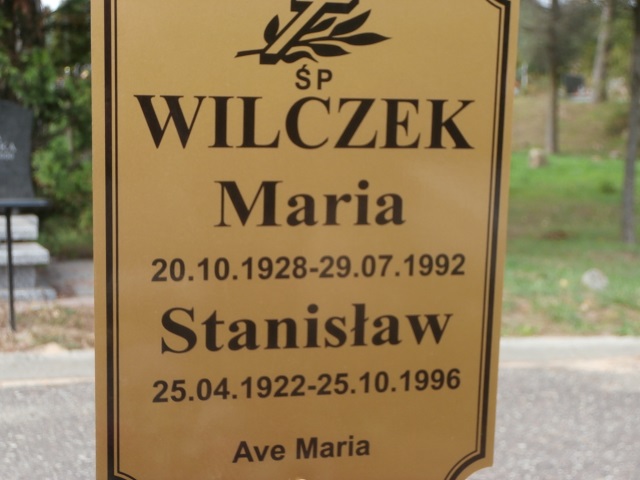 ŚP
WILCZEK
Maria
20.10.1928-29.07.1992
Stanisław
25.04.1922-25.10.1996
Ave Maria